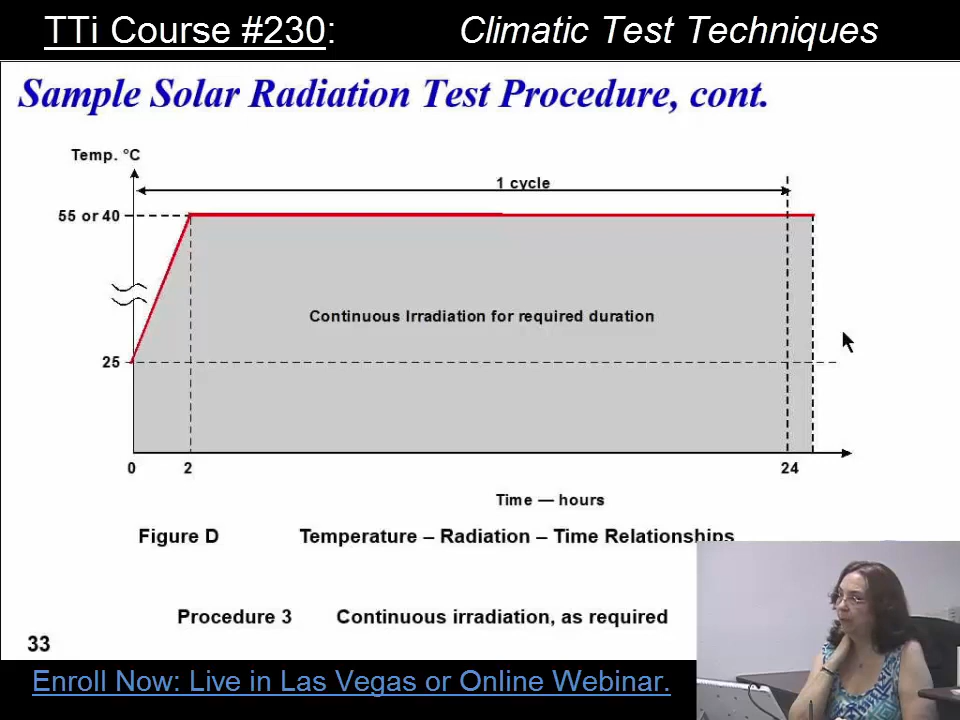 TTi Course #230: Climatic Test Techniques
Sample Solar Radiation Test Procedure, cont.
Temp. °C
1 cycle
55 or 40
Continuous Irradiation for required duration
25
0 2 24
Time — hours
Figure D Temperature – Radiation – Time Relationships
Procedure 3 Continuous irradiation, as required
33
Enroll Now: Live in Las Vegas or Online Webinar.